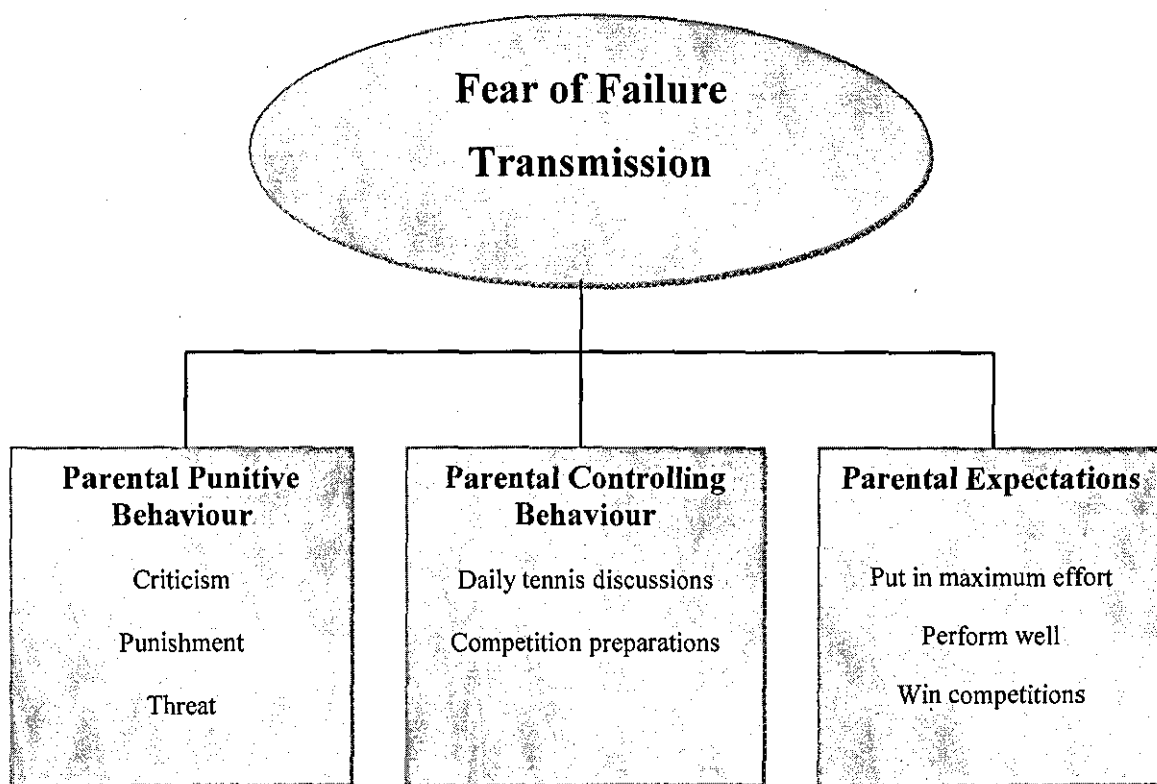 Fear of Failure
Transmission
Parental Punitive
Behaviour
Criticism
Punishment
Threat
Parental Controlling
Behaviour
Daily tennis discussions
Competition preparations
Parental Expectations
Put in maximum effort
Perform well
Win competitions